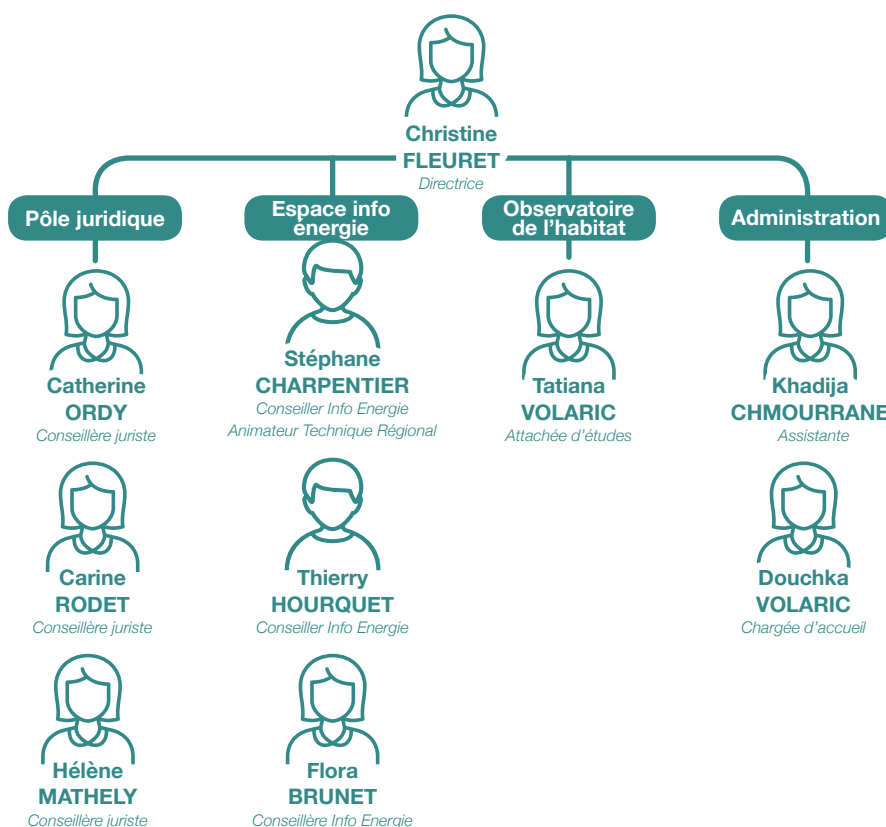 Christine
FLEURET
Directrice
Pôle juridique
Catherine
ORDY
Conseillère juriste
Carine
RODET
Conseillère juriste
Hélène
MATHELY
Conseillère juriste
Espace info
énergie
Stéphane
CHARPENTIER
Conseiller Info Energie
Animateur Technique Régional
Thierry
HOURQUET
Conseiller Info Energie
Flora
BRUNET
Conseillère Info Energie
Observatoire
de l’habitat
Tatiana
VOLARIC
Attachée d’études
Administration
Khadija
CHMOURRANE
Assistante
Douchka
VOLARIC
Chargée d’accueil